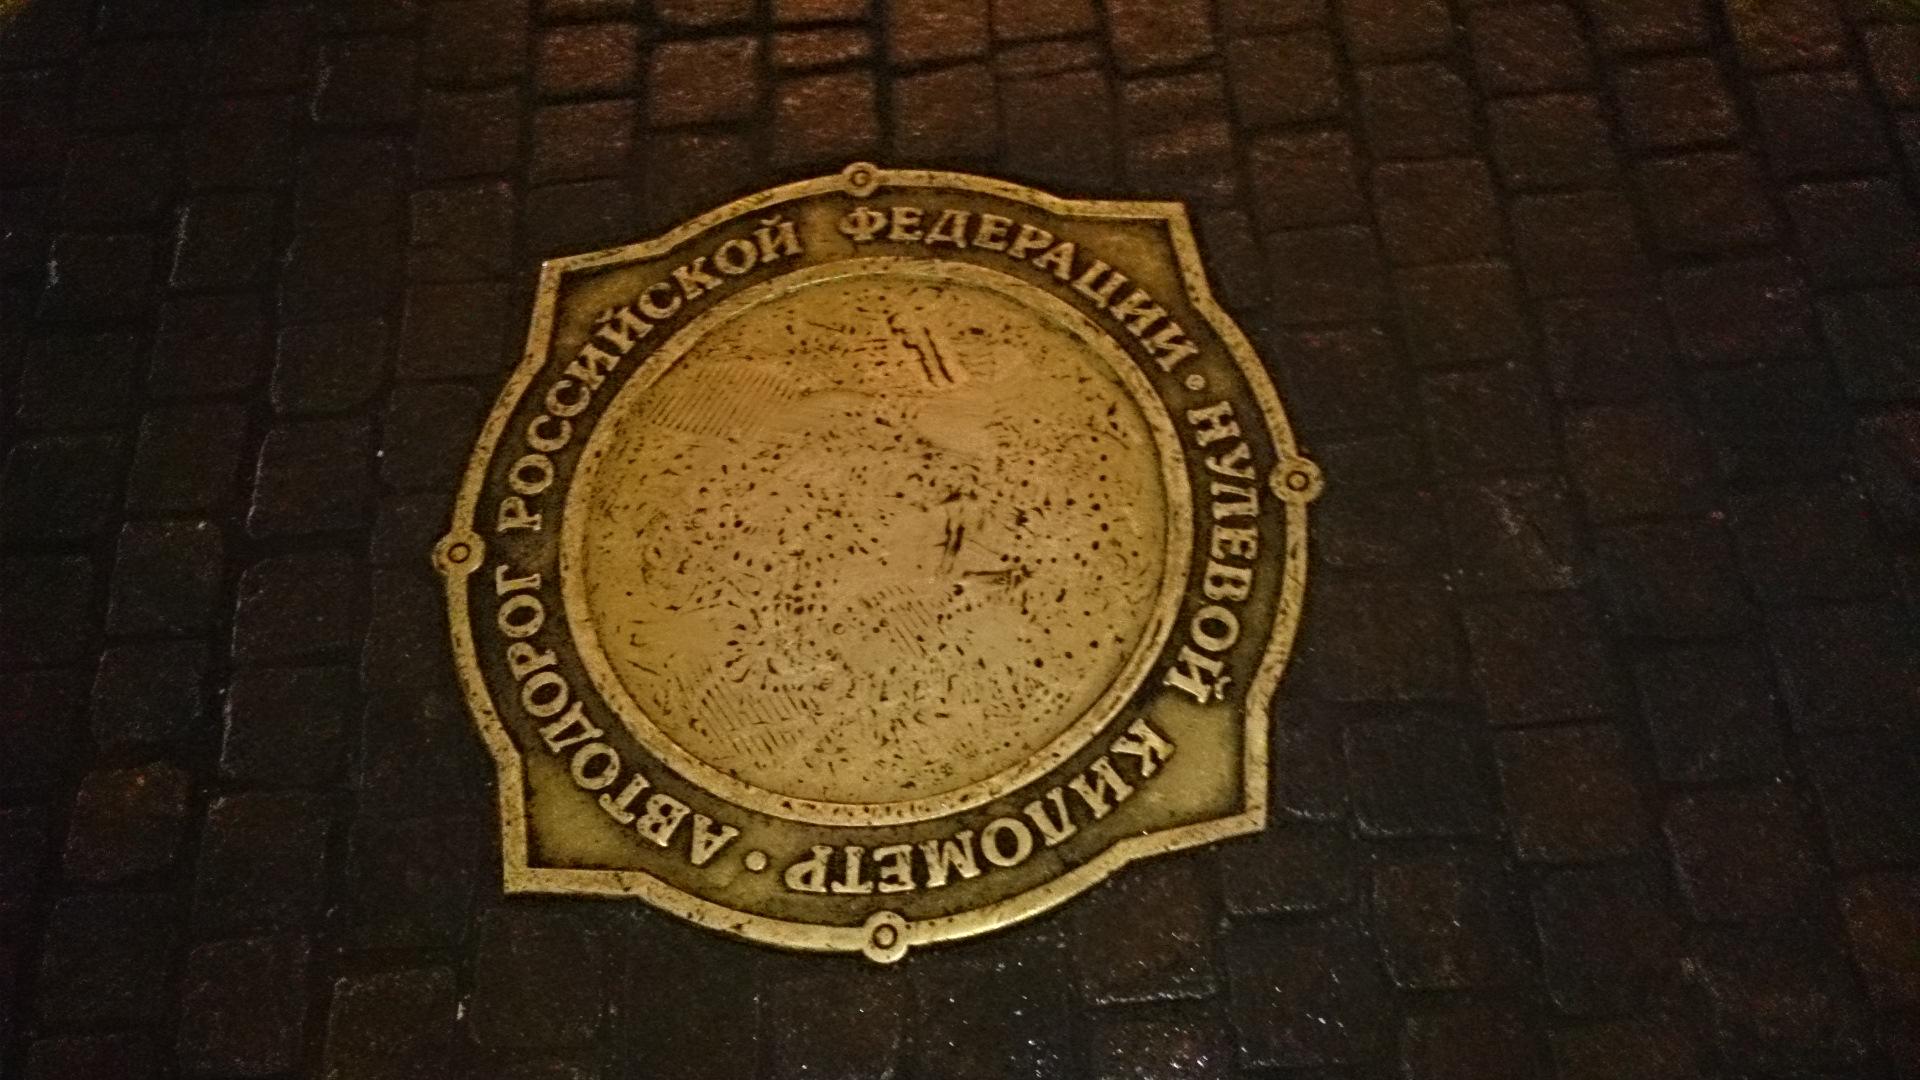 НУЛЕВОЙ КИЛОМЕТР • АВТОДОРОГ РОССИЙСКОЙ ФЕДЕРАЦИИ •